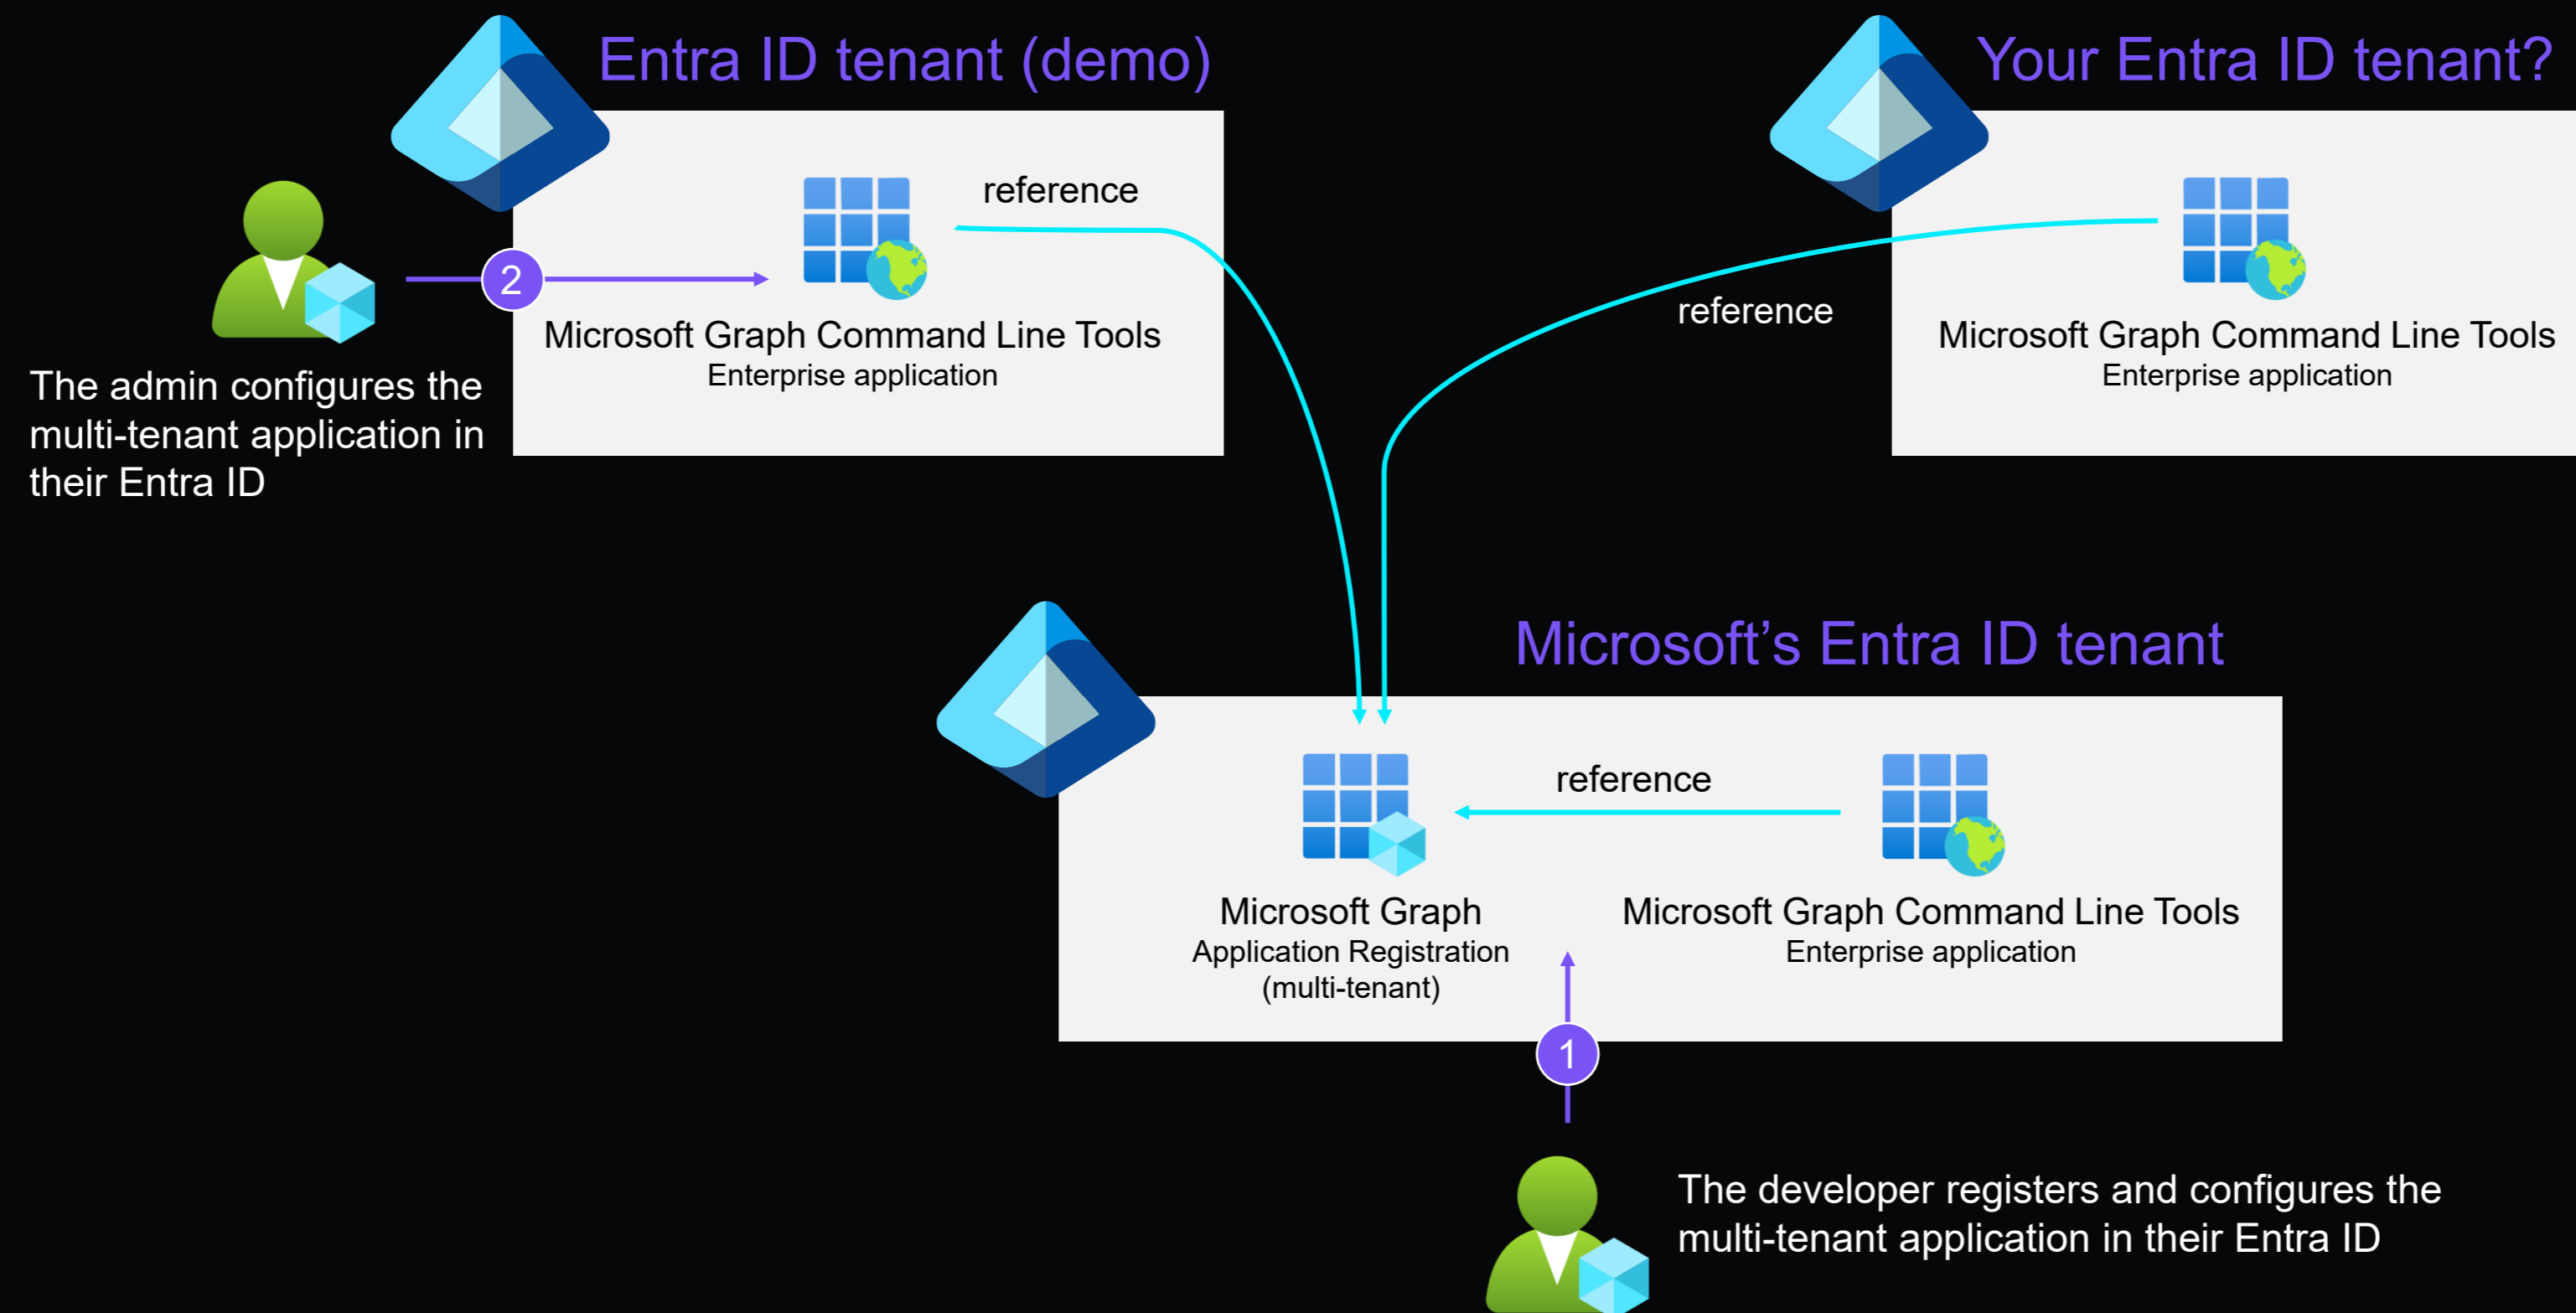 Entra ID tenant (demo)
Your Entra ID tenant?
reference
2
Microsoft Graph Command Line Tools
Enterprise application
The admin configures the
multi-tenant application in
their Entra ID
reference
Microsoft Graph Command Line Tools
Enterprise application
Microsoft’s Entra ID tenant
reference
Microsoft Graph
Application Registration
(multi-tenant)
Microsoft Graph Command Line Tools
Enterprise application
1
The developer registers and configures the
multi-tenant application in their Entra ID